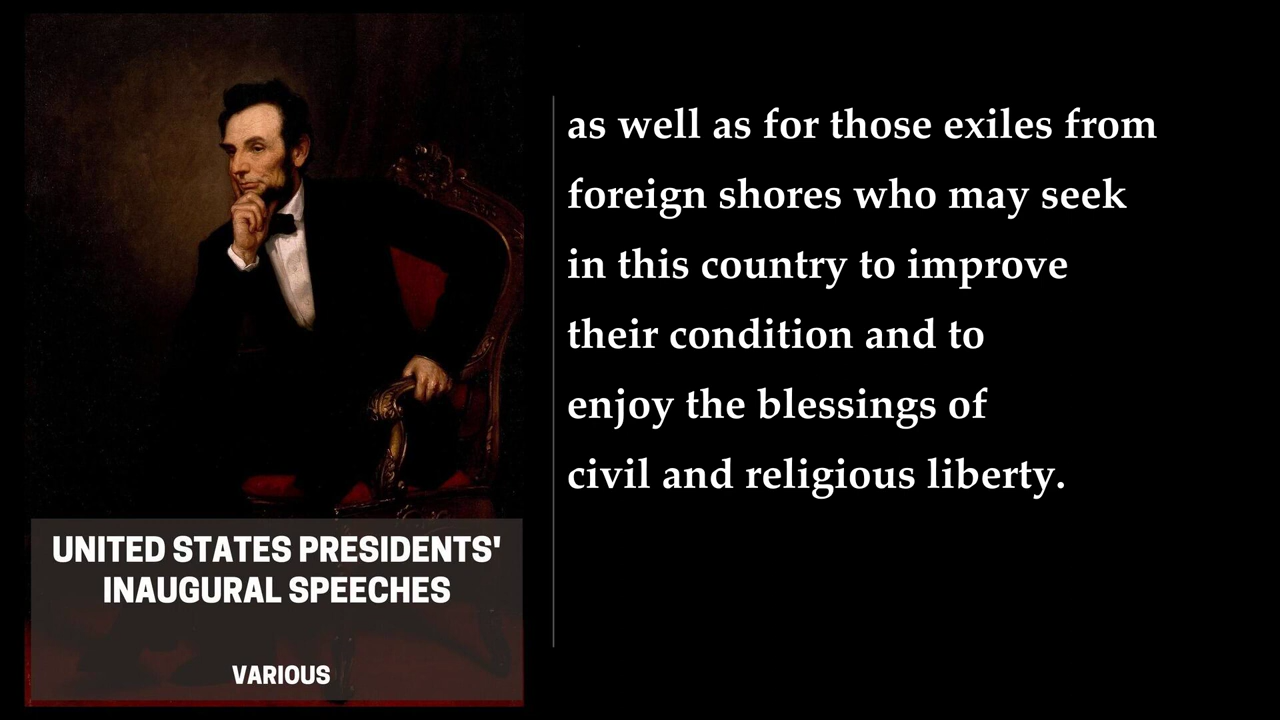 as well as for those exiles from
foreign shores who may seek
in this country to improve
their condition and to
enjoy the blessings of
civil and religious liberty.
UNITED STATES PRESIDENTS'
INAUGURAL SPEECHES
VARIOUS